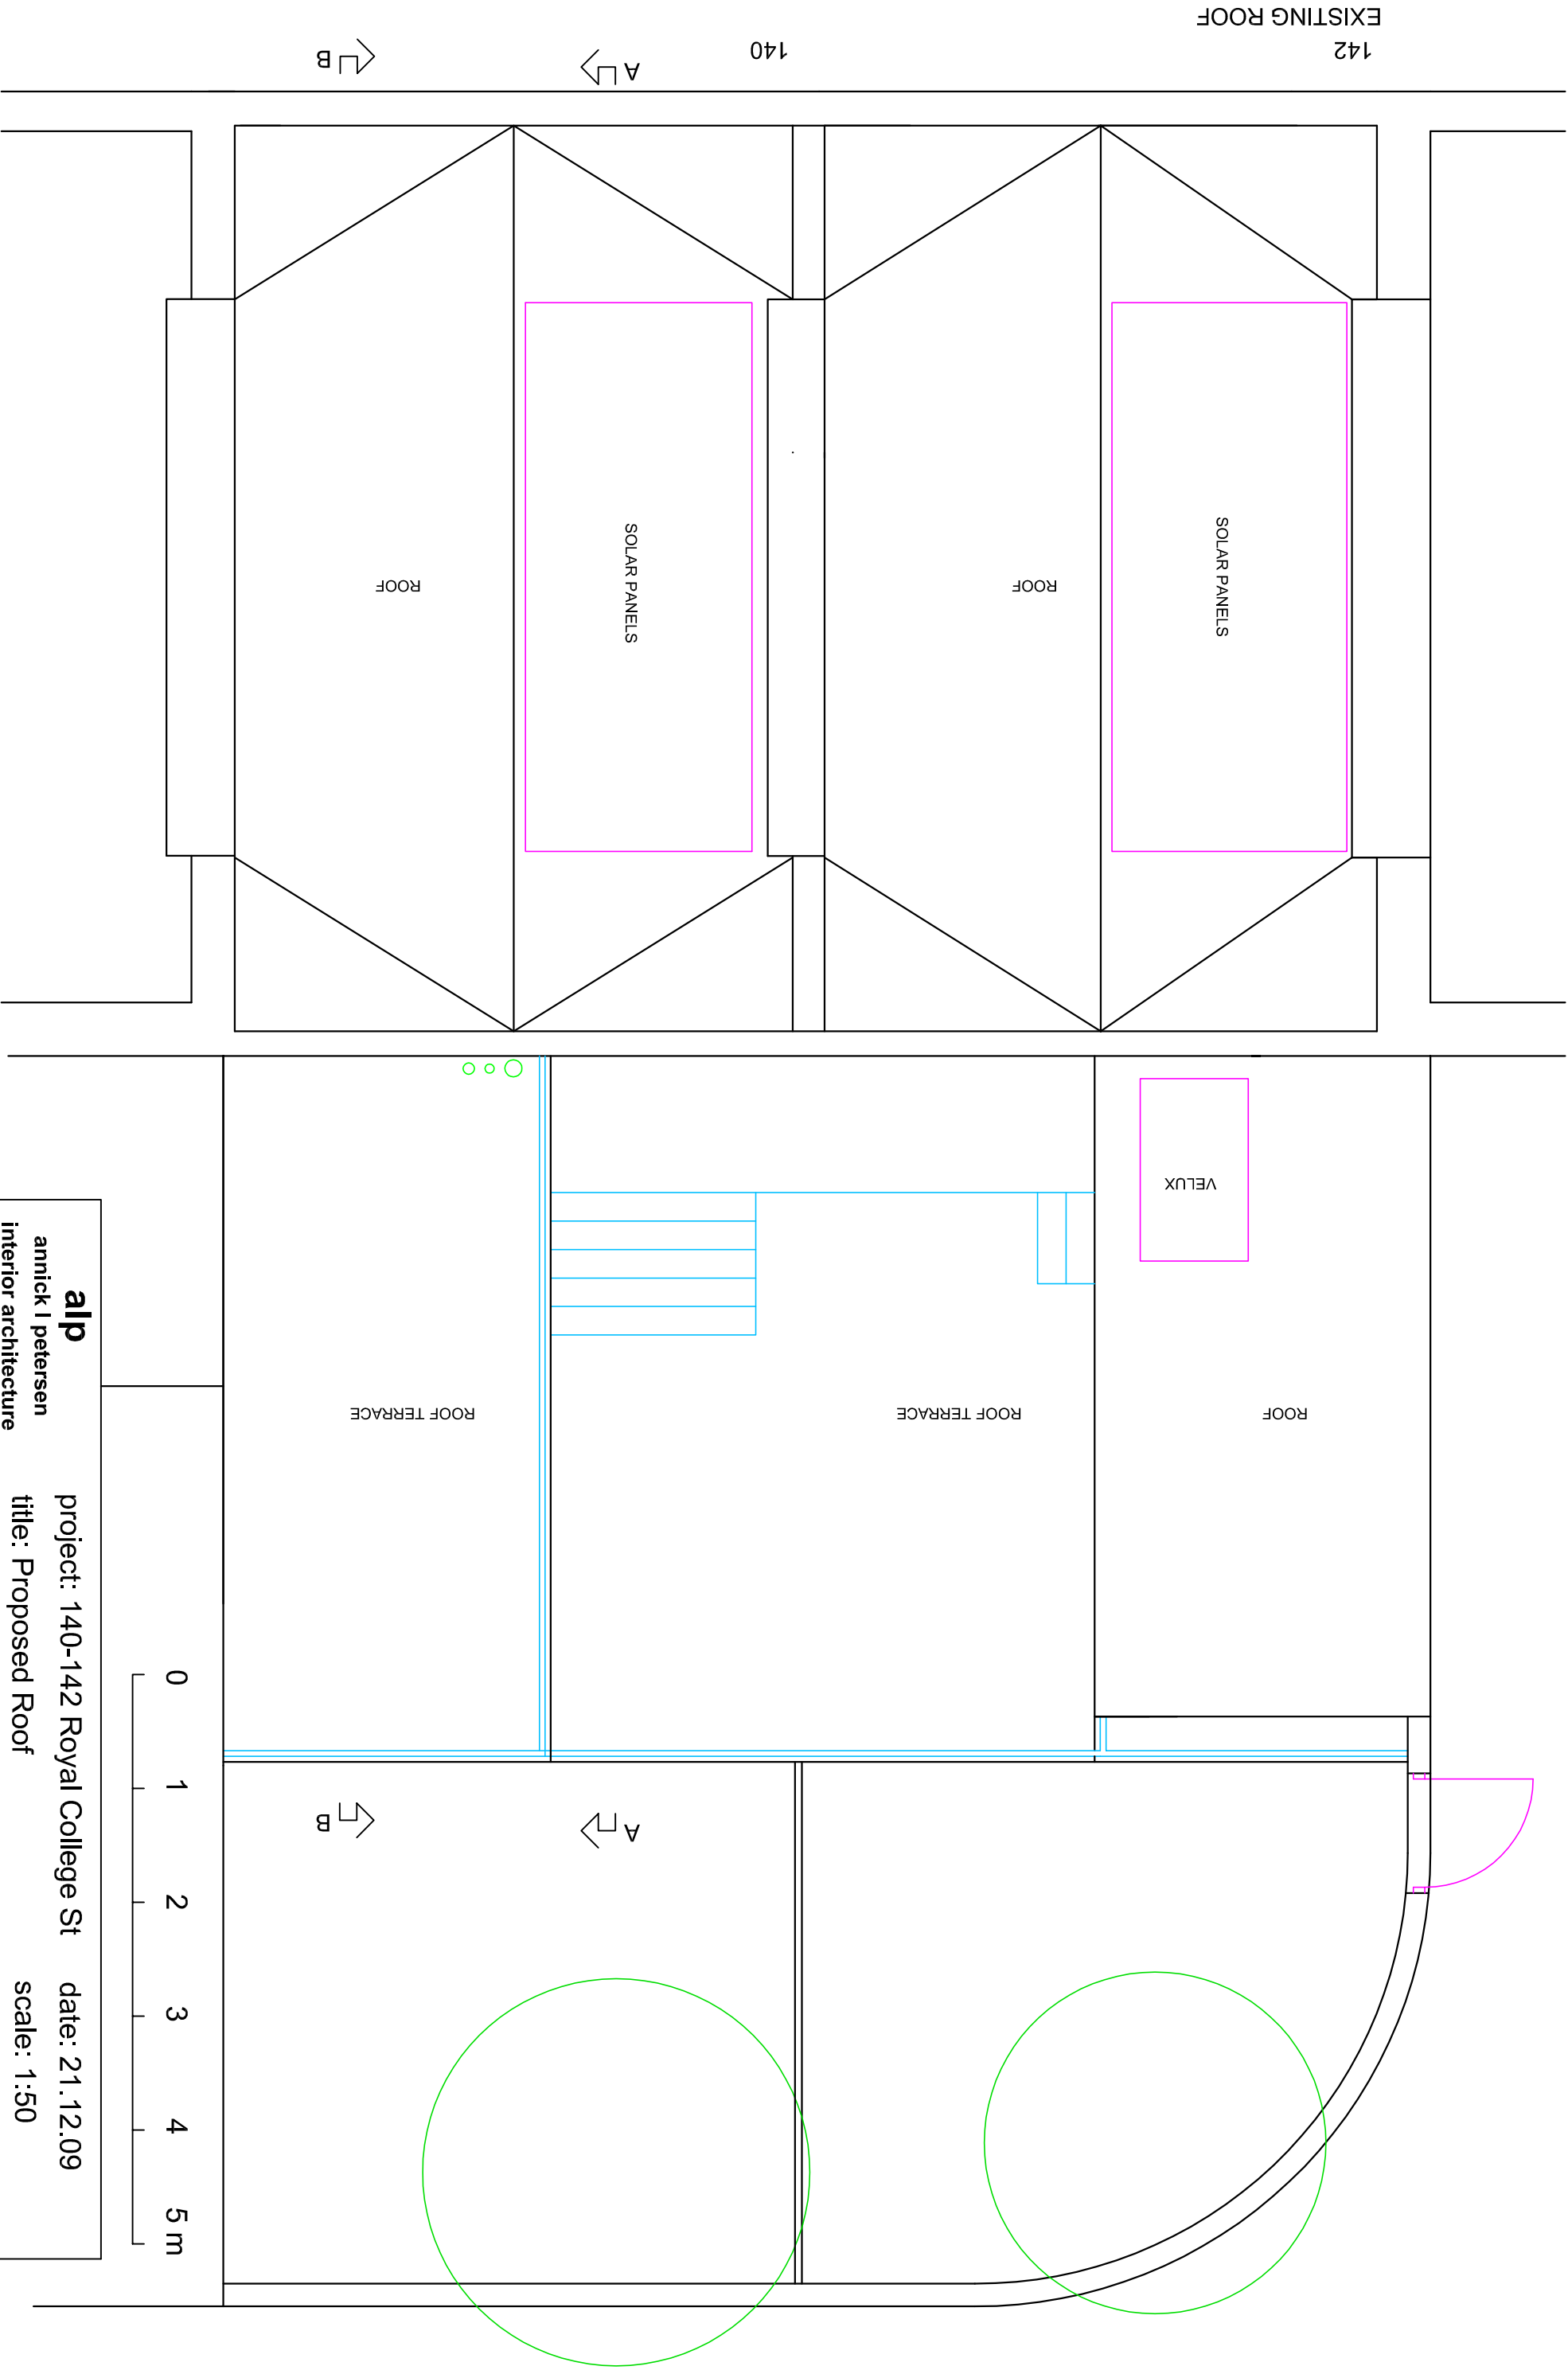 EXISTING ROOF
142
140
A
B
SOLAR PANELS
SOLAR PANELS
ROOF
ROOF
VELUX
ROOF
ROOF TERRACE
ROOF TERRACE
A
B
0 1 2 3 4 5 m
alp
annick l petersen
interior architecture
project: 140-142 Royal College St
date: 21.12.09
title: Proposed Roof
scale: 1:50